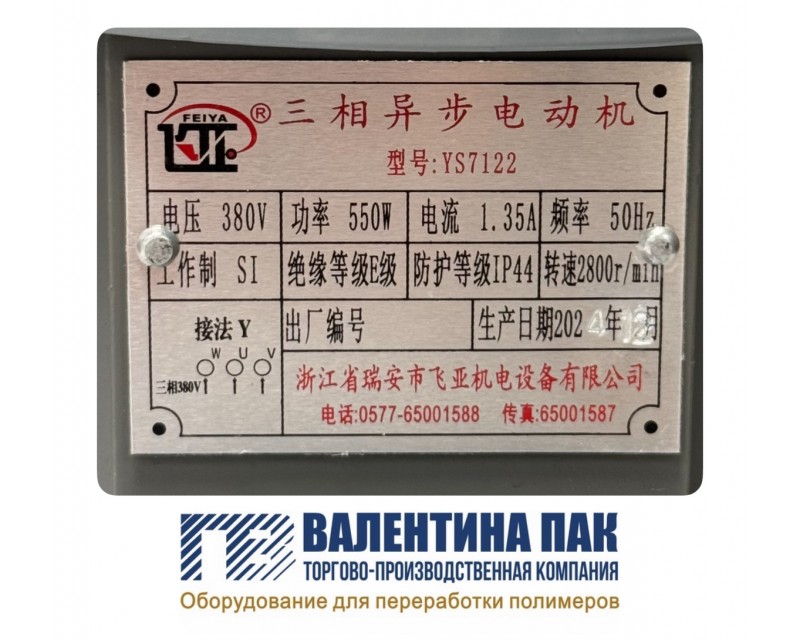 FEIYA
® 三相异步电动机
型号:YS7122
电压 380V 功率 550W 电流 1.35A 频率 50Hz
工作制 SI 绝缘等级E级 防护等级IP44 转速2800r/min
接法 Y 出厂编号 生产日期202 年 月
W U V
三相380V
浙江省瑞安市飞亚机电设备有限公司
电话:0577-65001588 传真:65001587
ВАЛЕНТИНА ПАК
ТОРГОВО-ПРОИЗВОДСТВЕННАЯ КОМПАНИЯ
Оборудование для переработки полимеров